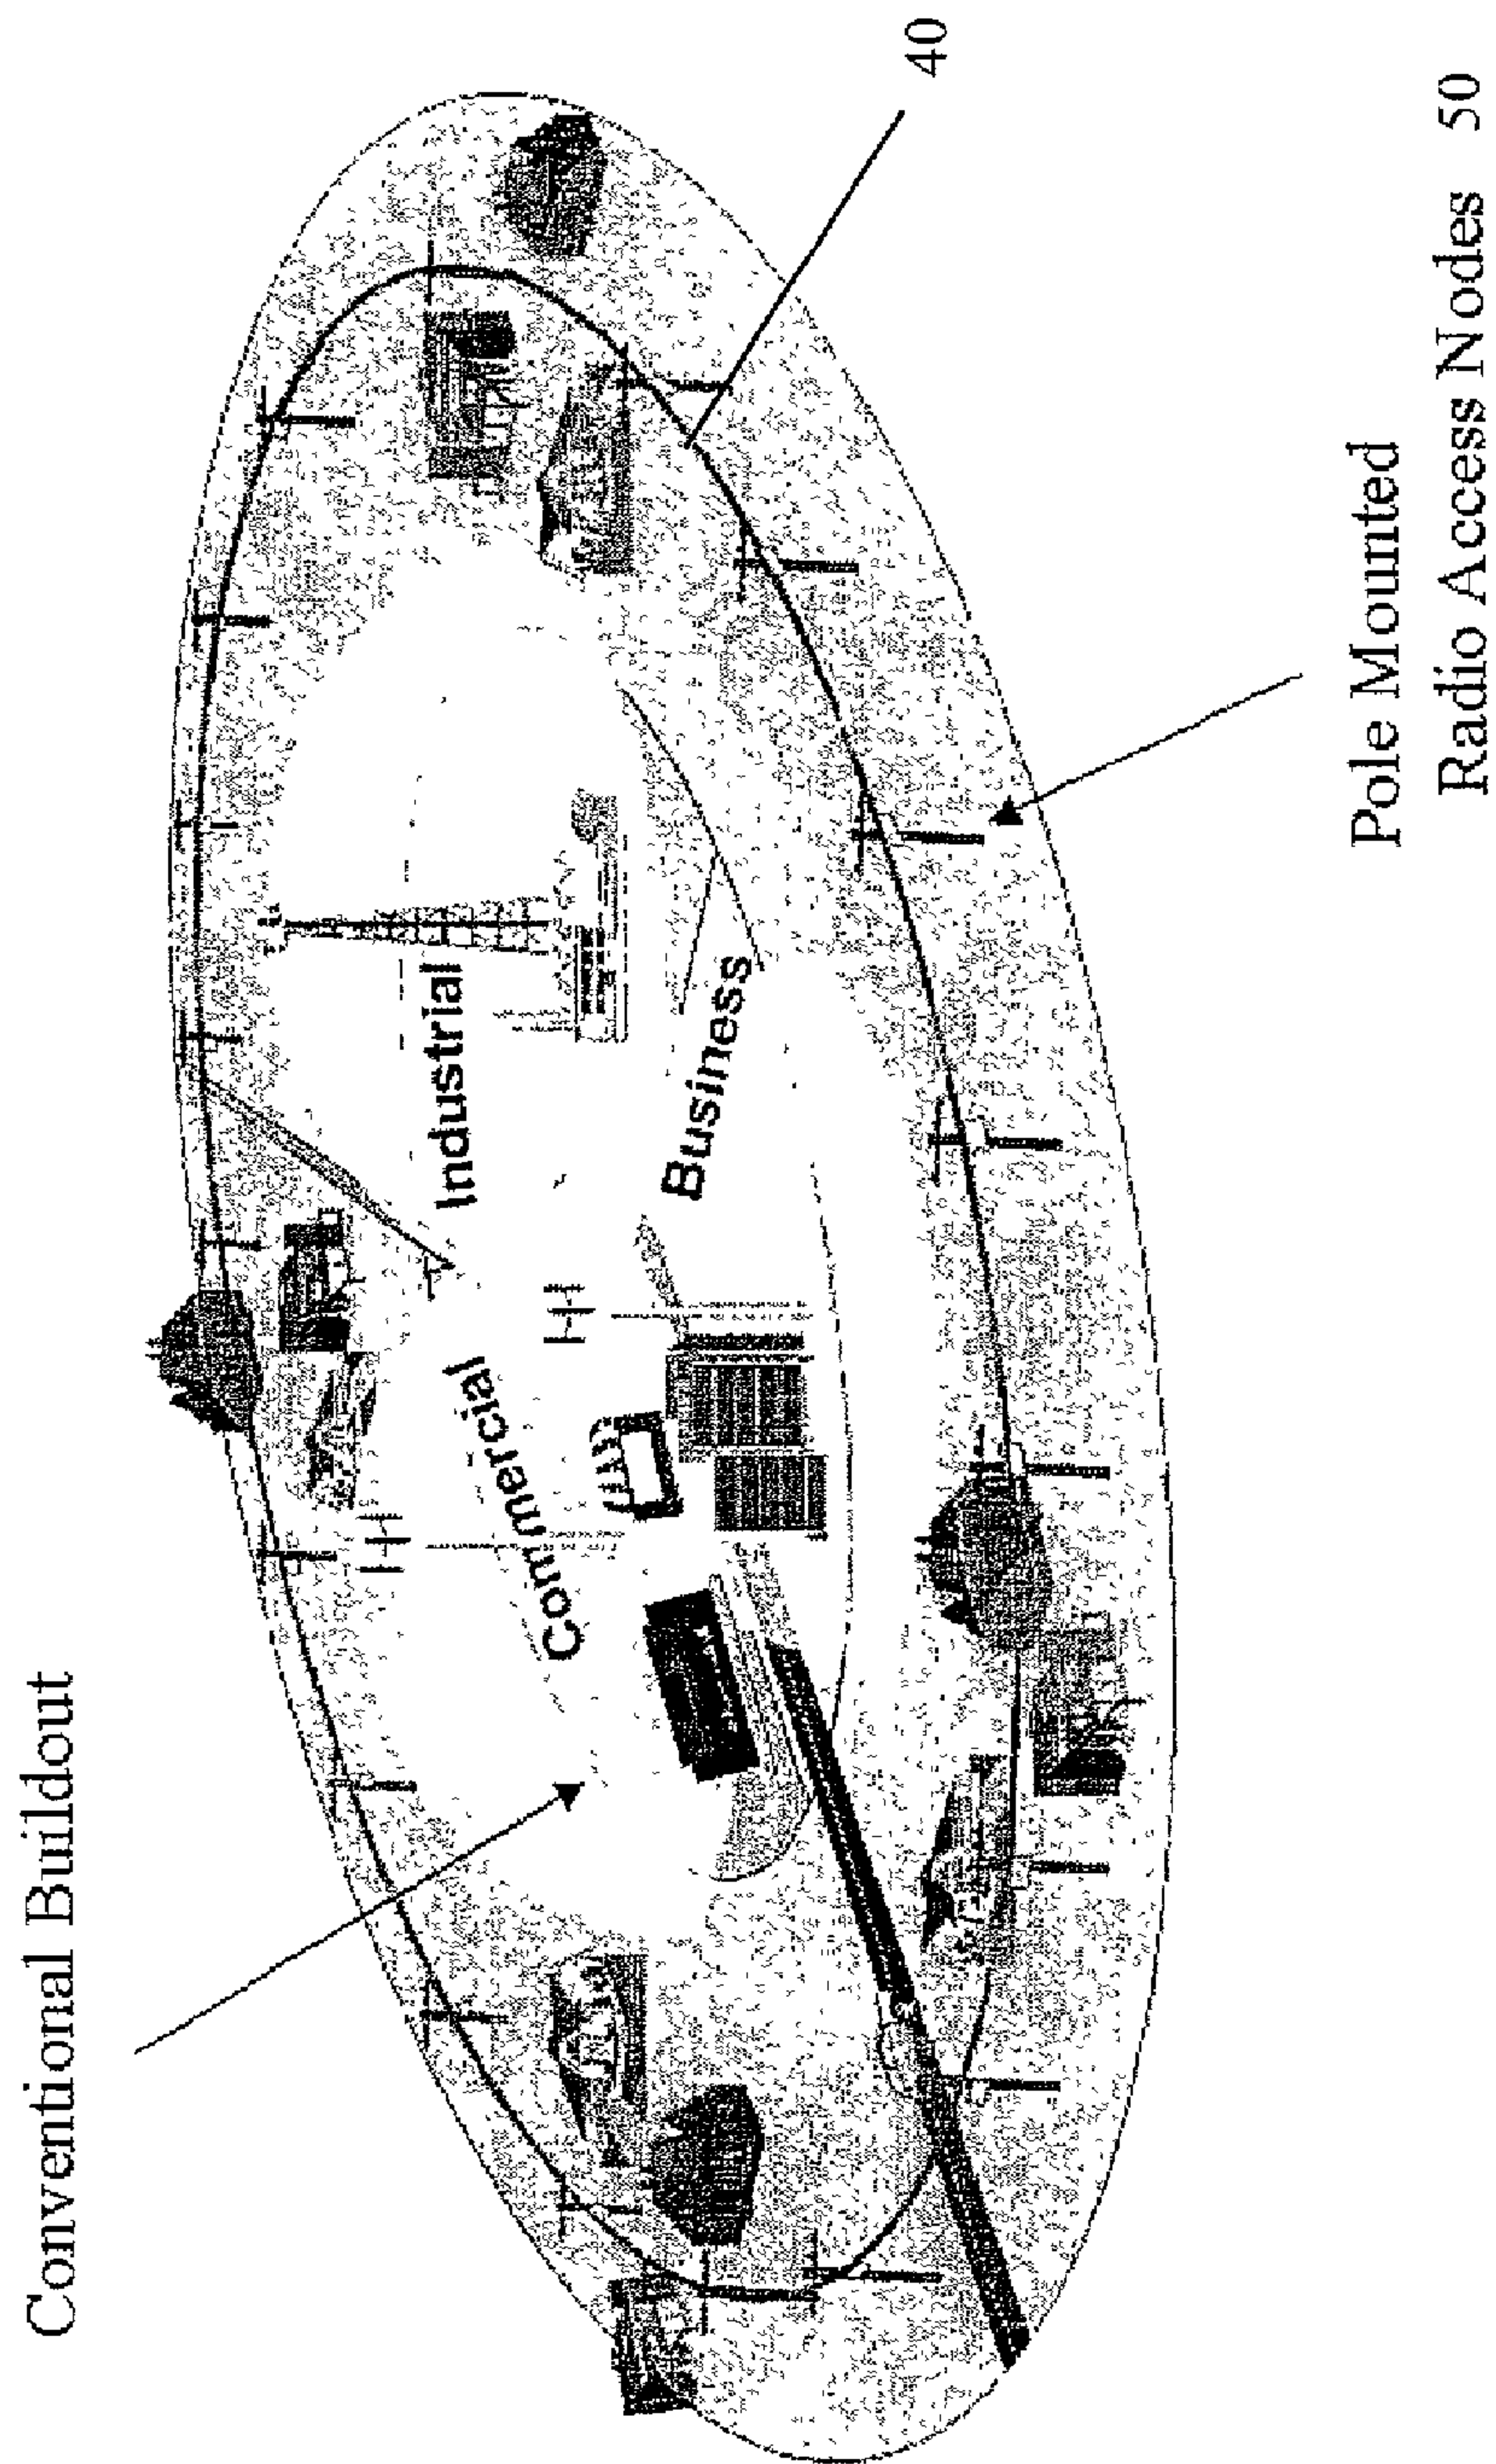 Conventional Buildout
Commercial
Industrial
Business
40
Pole Mounted
Radio Access Nodes 50